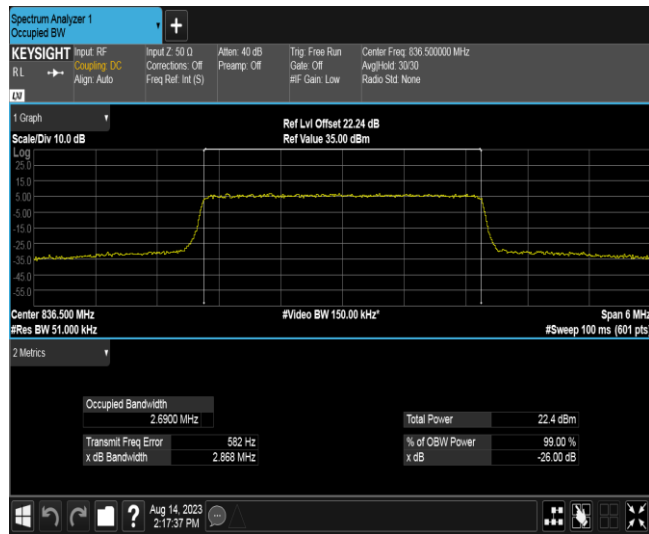 Spectrum Analyzer 1
Occupied BW
+
KEYSIGHT
RL
LXI
Input: RF
Coupling: DC
Align: Auto
Input Z: 50 Ω
Corrections: Off
Freq Ref: Int (S)
Atten: 40 dB
Preamp: Off
Trig: Free Run
Gate: Off
#IF Gain: Low
Center Freq: 836.500000 MHz
Avg|Hold: 30/30
Radio Std: None
1 Graph
Scale/Div 10.0 dB
Ref Lvl Offset 22.24 dB
Ref Value 35.00 dBm
Log
25.0
15.0
5.00
-5.00
-15.0
-25.0
-35.0
-45.0
-55.0
Center 836.500 MHz
#Res BW 51.000 kHz
#Video BW 150.00 kHz*
Span 6 MHz
#Sweep 100 ms (601 pts)
2 Metrics
Occupied Bandwidth
2.6900 MHz
Transmit Freq Error 582 Hz
x dB Bandwidth 2.868 MHz
Total Power 22.4 dBm
% of OBW Power 99.00 %
x dB -26.00 dB
?
Aug 14, 2023
2:17:37 PM